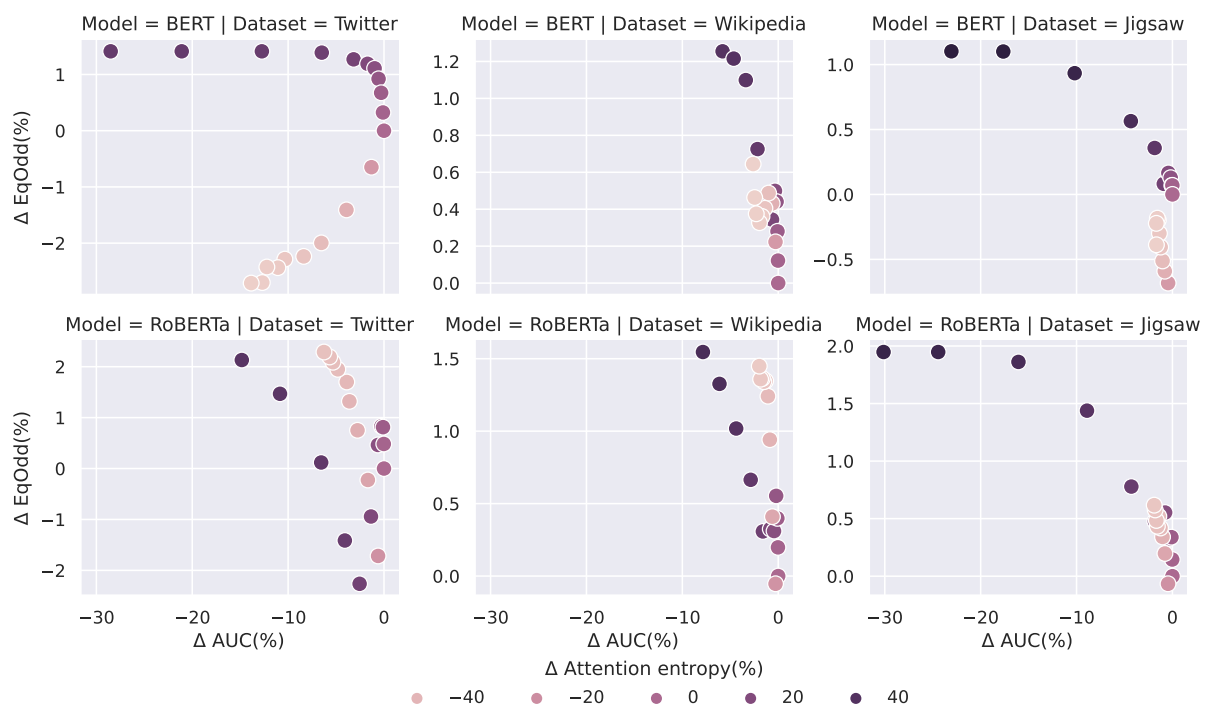 Model = BERT | Dataset = Twitter
Model = BERT | Dataset = Wikipedia
Model = BERT | Dataset = Jigsaw
Δ EqOdd(%)
1
0
−1
−2
1.2
1.0
0.8
0.6
0.4
0.2
0.0
1.0
0.5
0.0
−0.5
Model = RoBERTa | Dataset = Twitter
Model = RoBERTa | Dataset = Wikipedia
Model = RoBERTa | Dataset = Jigsaw
Δ EqOdd(%)
2
1
0
−1
−2
1.5
1.0
0.5
0.0
2.0
1.5
1.0
0.5
0.0
−30 −20 −10 0
−30 −20 −10 0
−30 −20 −10 0
Δ AUC(%)
Δ AUC(%)
Δ AUC(%)
Δ Attention entropy(%)
−40 −20 0 20 40